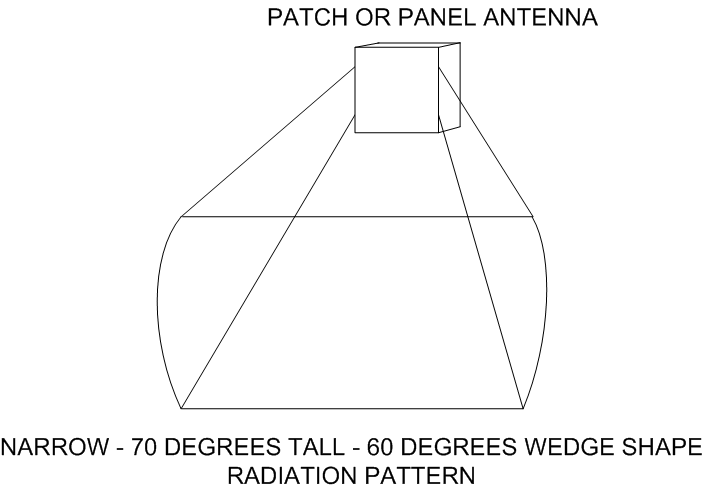 PATCH OR PANEL ANTENNA
NARROW - 70 DEGREES TALL - 60 DEGREES WEDGE SHAPE
RADIATION PATTERN